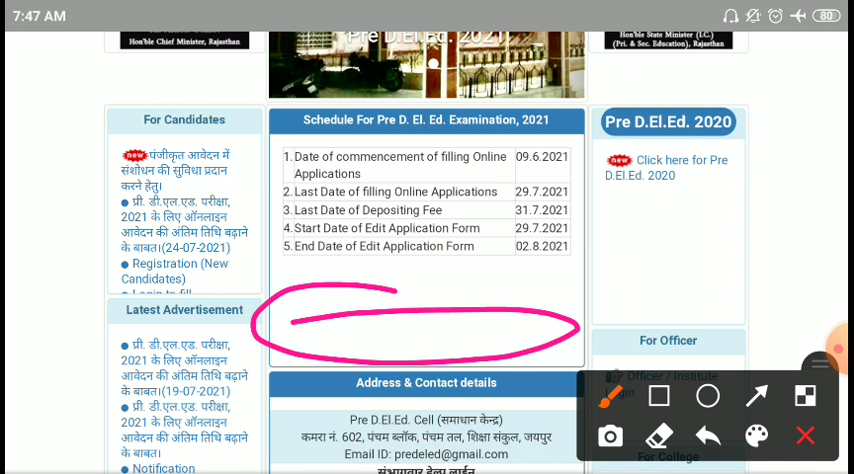 7:47 AM
80
Hon'ble Chief Minister, Rajasthan
Pre D.El.Ed. 2021
Hon'ble State Minister (I.C.)
(Pri. & Sec. Education), Rajasthan
For Candidates
new पंजीकृत आवेदन में
संशोधन की सुविधा प्रदान
करने हेतु।
● प्री. डी.एल.एड. परीक्षा,
2021 के लिए ऑनलाइन
आवेदन की अंतिम तिथि बढ़ाने
के बाबत।(24-07-2021)
● Registration (New
Candidates)
● Login to fill
Latest Advertisement
● प्री. डी.एल.एड. परीक्षा,
2021 के लिए ऑनलाइन
आवेदन की अंतिम तिथि बढ़ाने
के बाबत।(19-07-2021)
● प्री. डी.एल.एड. परीक्षा,
2021 के लिए ऑनलाइन
आवेदन की अंतिम तिथि बढ़ाने
के बाबत।
● Notification
Schedule For Pre D. El. Ed. Examination, 2021
1. Date of commencement of filling Online Applications 09.6.2021
2. Last Date of filling Online Applications 29.7.2021
3. Last Date of Depositing Fee 31.7.2021
4. Start Date of Edit Application Form 29.7.2021
5. End Date of Edit Application Form 02.8.2021
Address & Contact details
Pre D.El.Ed. Cell (समाधान केन्द्र)
कमरा नं. 602, पंचम ब्लॉक, पंचम तल, शिक्षा संकुल, जयपुर
Email ID: predeled@gmail.com
संभागवार हेल्प लाईन
Pre D.El.Ed. 2020
new Click here for Pre
D.El.Ed. 2020
For Officer
Officer / Institute
Login
For College